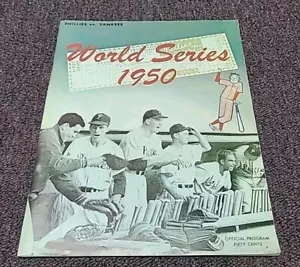 PHILLIES vs. YANKEES
World Series
1950
OFFICIAL PROGRAM
FIFTY CENTS